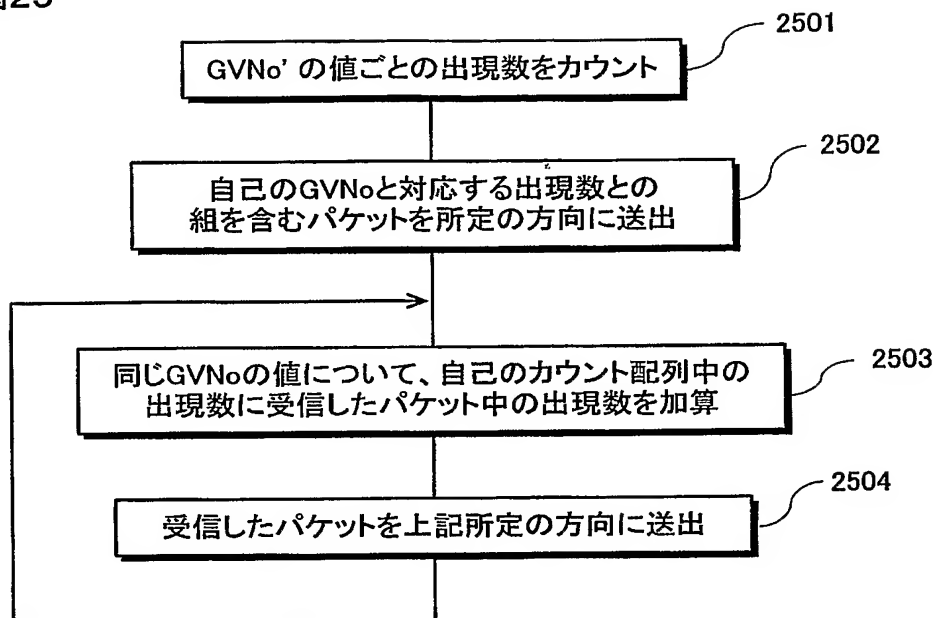 2501
GVNo’ の値ごとの出現数をカウント
2502
自己のGVNoと対応する出現数との
組を含むパケットを所定の方向に送出
2503
同じGVNoの値について、自己のカウント配列中の
出現数に受信したパケット中の出現数を加算
2504
受信したパケットを上記所定の方向に送出